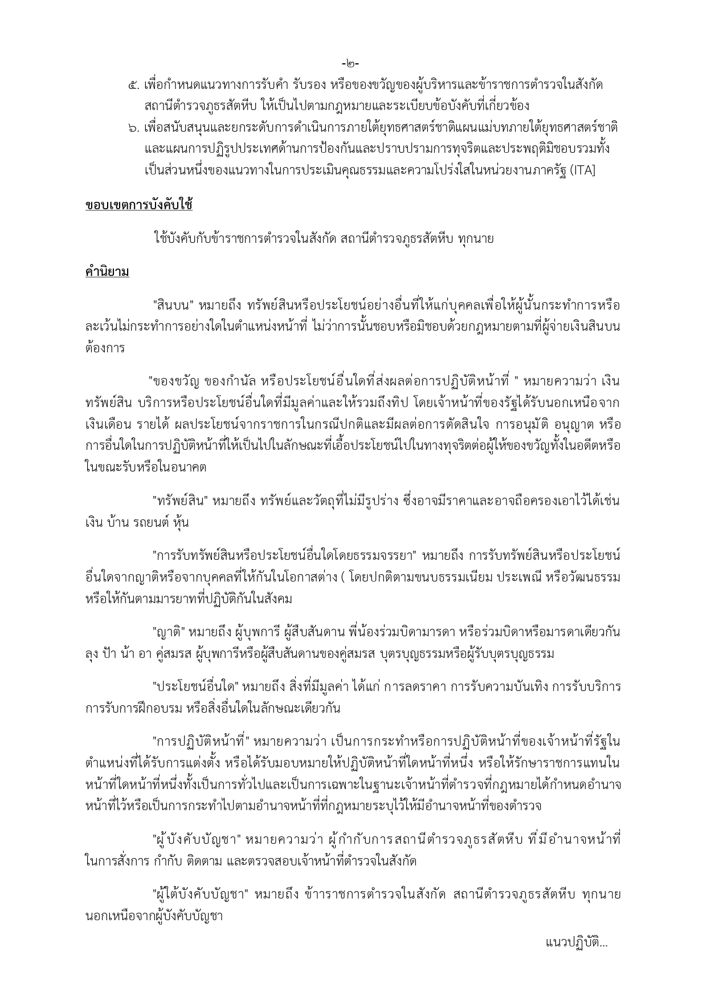 -๒-
๕. เพื่อกำหนดแนวทางการรับคำ รับรอง หรือของขวัญของผู้บริหารและข้าราชการตำรวจในสังกัด
สถานีตำรวจภูธรสัตหีบ ให้เป็นไปตามกฎหมายและระเบียบข้อบังคับที่เกี่ยวข้อง
๖. เพื่อสนับสนุนและยกระดับการดำเนินการภายใต้ยุทธศาสตร์ชาติแผนแม่บทภายใต้ยุทธศาสตร์ชาติ
และแผนการปฏิรูปประเทศด้านการป้องกันและปราบปรามการทุจริตและประพฤติมิชอบรวมทั้ง
เป็นส่วนหนึ่งของแนวทางในการประเมินคุณธรรมและความโปร่งใสในหน่วยงานภาครัฐ (ITA]
ขอบเขตการบังคับใช้
ใช้บังคับกับข้าราชการตำรวจในสังกัด สถานีตำรวจภูธรสัตหีบ ทุกนาย
คำนิยาม
"สินบน" หมายถึง ทรัพย์สินหรือประโยชน์อย่างอื่นที่ให้แก่บุคคลเพื่อให้ผู้นั้นกระทำการหรือ
ละเว้นไม่กระทำการอย่างใดในตำแหน่งหน้าที่ ไม่ว่าการนั้นชอบหรือมิชอบด้วยกฎหมายตามที่ผู้จ่ายเงินสินบน
ต้องการ
"ของขวัญ ของกำนัล หรือประโยชน์อื่นใดที่ส่งผลต่อการปฏิบัติหน้าที่ " หมายความว่า เงิน
ทรัพย์สิน บริการหรือประโยชน์อื่นใดที่มีมูลค่าและให้รวมถึงทิป โดยเจ้าหน้าที่ของรัฐได้รับนอกเหนือจาก
เงินเดือน รายได้ ผลประโยชน์จากราชการในกรณีปกติและมีผลต่อการตัดสินใจ การอนุมัติ อนุญาต หรือ
การอื่นใดในการปฏิบัติหน้าที่ให้เป็นไปในลักษณะที่เอื้อประโยชน์ไปในทางทุจริตต่อผู้ให้ของขวัญทั้งในอดีตหรือ
ในขณะรับหรือในอนาคต
"ทรัพย์สิน" หมายถึง ทรัพย์และวัตถุที่ไม่มีรูปร่าง ซึ่งอาจมีราคาและอาจถือครองเอาไว้ได้เช่น
เงิน บ้าน รถยนต์ หุ้น
"การรับทรัพย์สินหรือประโยชน์อื่นใดโดยธรรมจรรยา" หมายถึง การรับทรัพย์สินหรือประโยชน์
อื่นใดจากญาติหรือจากบุคคลที่ให้กันในโอกาสต่าง ( โดยปกติตามขนบธรรมเนียม ประเพณี หรือวัฒนธรรม
หรือให้กันตามมารยาทที่ปฏิบัติกันในสังคม
"ญาติ" หมายถึง ผู้บุพการี ผู้สืบสันดาน พี่น้องร่วมบิดามารดา หรือร่วมบิดาหรือมารดาเดียวกัน
ลุง ป้า น้า อา คู่สมรส ผู้บุพการีหรือผู้สืบสันดานของคู่สมรส บุตรบุญธรรมหรือผู้รับบุตรบุญธรรม
"ประโยชน์อื่นใด" หมายถึง สิ่งที่มีมูลค่า ได้แก่ การลดราคา การรับความบันเทิง การรับบริการ
การรับการฝึกอบรม หรือสิ่งอื่นใดในลักษณะเดียวกัน
"การปฏิบัติหน้าที่" หมายความว่า เป็นการกระทำหรือการปฏิบัติหน้าที่ของเจ้าหน้าที่รัฐใน
ตำแหน่งที่ได้รับการแต่งตั้ง หรือได้รับมอบหมายให้ปฏิบัติหน้าที่ใดหน้าที่หนึ่ง หรือให้รักษาราชการแทนใน
หน้าที่ใดหน้าที่หนึ่งทั้งเป็นการทั่วไปและเป็นการเฉพาะในฐานะเจ้าหน้าที่ตำรวจที่กฎหมายได้กำหนดอำนาจ
หน้าที่ไว้หรือเป็นการกระทำไปตามอำนาจหน้าที่ที่กฎหมายระบุไว้ให้มีอำนาจหน้าที่ของตำรวจ
"ผู้บังคับบัญชา" หมายความว่า ผู้กำกับการสถานีตำรวจภูธรสัตหีบ ที่มีอำนาจหน้าที่
ในการสั่งการ กำกับ ติดตาม และตรวจสอบเจ้าหน้าที่ตำรวจในสังกัด
"ผู้ใต้บังคับบัญชา" หมายถึง ข้าาราชการตำรวจในสังกัด สถานีตำรวจภูธรสัตหีบ ทุกนาย
นอกเหนือจากผู้บังคับบัญชา
แนวปฏิบัติ...